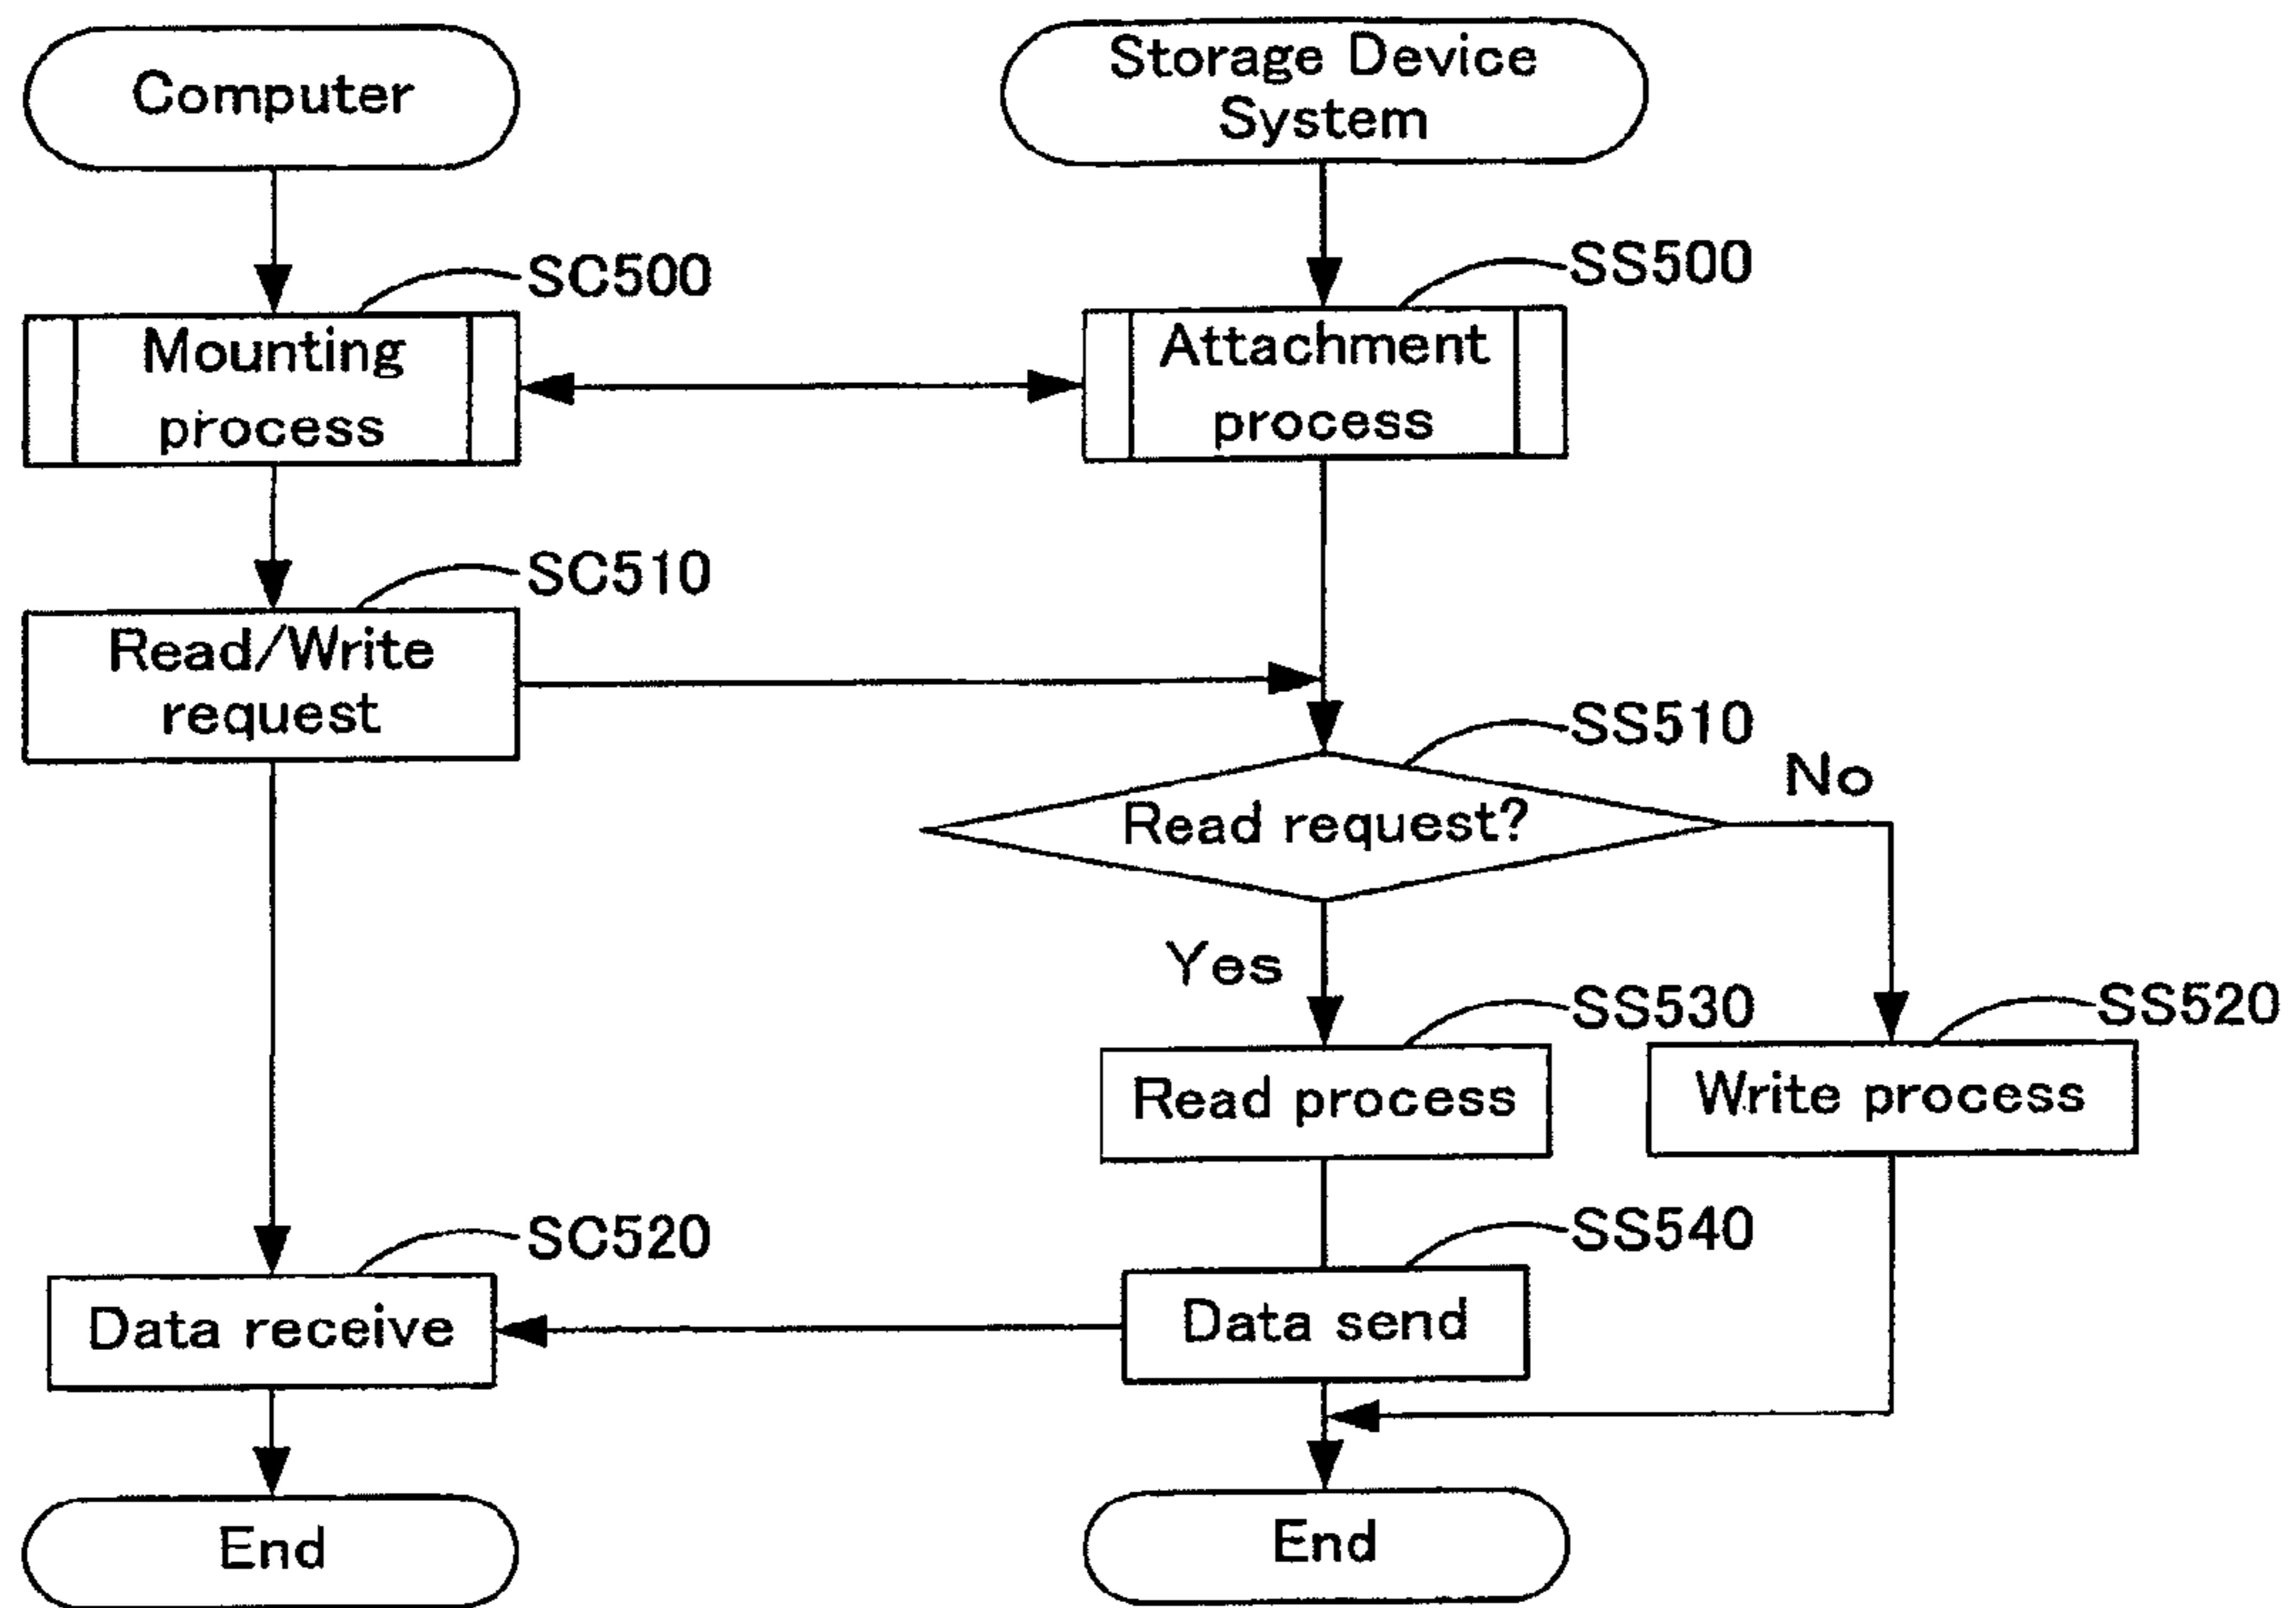 Computer
Storage Device
System
SC500
SS500
Mounting
process
Attachment
process
SC510
Read/Write
request
SS510
No
Read request?
Yes
SS530
SS520
Read process
Write process
SC520
SS540
Data receive
Data send
End
End